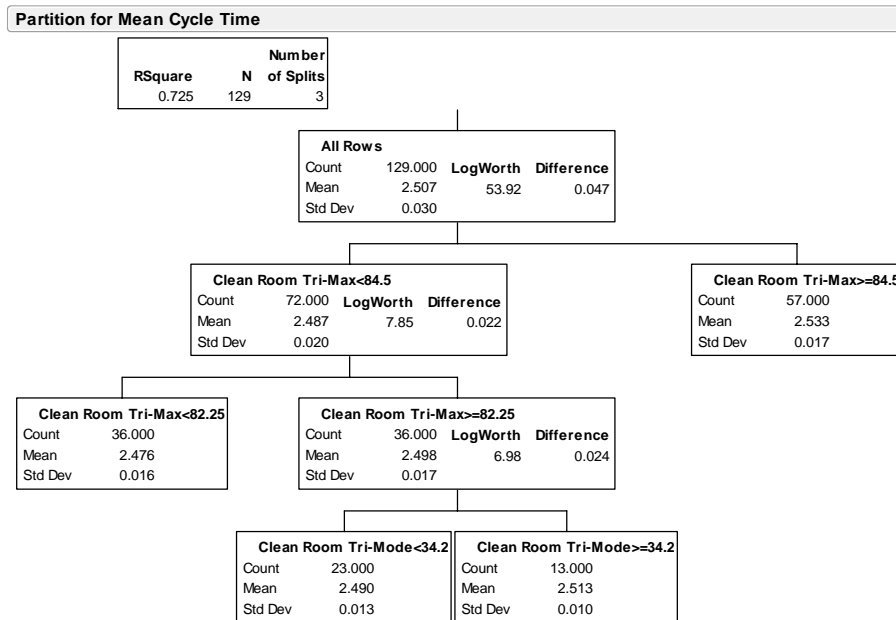 Partition for Mean Cycle Time
Number
RSquare N of Splits
0.725 129 3
All Rows
Count 129.000 LogWorth Difference
Mean 2.507 53.92 0.047
Std Dev 0.030
Clean Room Tri-Max<84.5
Count 72.000 LogWorth Difference
Mean 2.487 7.85 0.022
Std Dev 0.020
Clean Room Tri-Max>=84.5
Count 57.000
Mean 2.533
Std Dev 0.017
Clean Room Tri-Max<82.25
Count 36.000
Mean 2.476
Std Dev 0.016
Clean Room Tri-Max>=82.25
Count 36.000 LogWorth Difference
Mean 2.498 6.98 0.024
Std Dev 0.017
Clean Room Tri-Mode<34.2
Count 23.000
Mean 2.490
Std Dev 0.013
Clean Room Tri-Mode>=34.2
Count 13.000
Mean 2.513
Std Dev 0.010